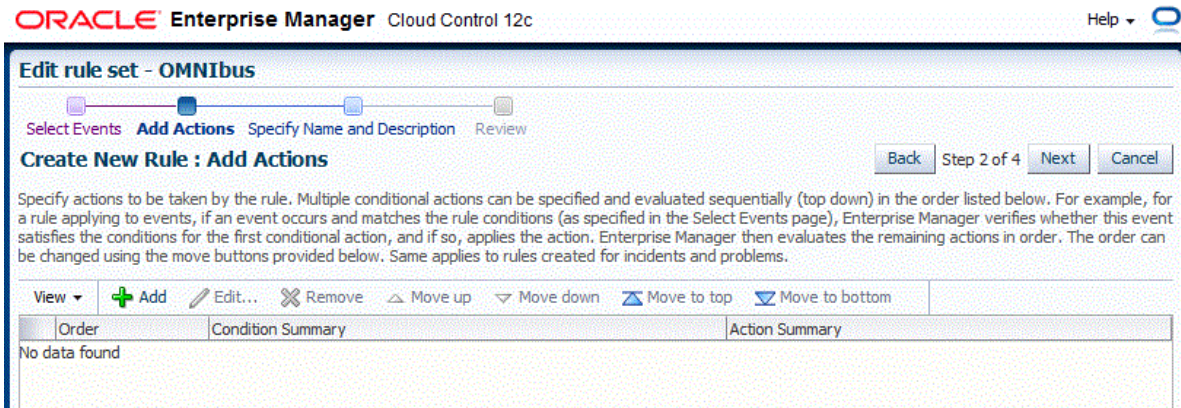 ORACLE Enterprise Manager Cloud Control 12c Help
Edit rule set - OMNIbus
Select Events Add Actions Specify Name and Description Review
Create New Rule : Add Actions Back Step 2 of 4 Next Cancel
Specify actions to be taken by the rule. Multiple conditional actions can be specified and evaluated sequentially (top down) in the order listed below. For example, for
a rule applying to events, if an event occurs and matches the rule conditions (as specified in the Select Events page), Enterprise Manager verifies whether this event
satisfies the conditions for the first conditional action, and if so, applies the action. Enterprise Manager then evaluates the remaining actions in order. The order can
be changed using the move buttons provided below. Same applies to rules created for incidents and problems.
View Add Edit... Remove Move up Move down Move to top Move to bottom
Order Condition Summary Action Summary
No data found